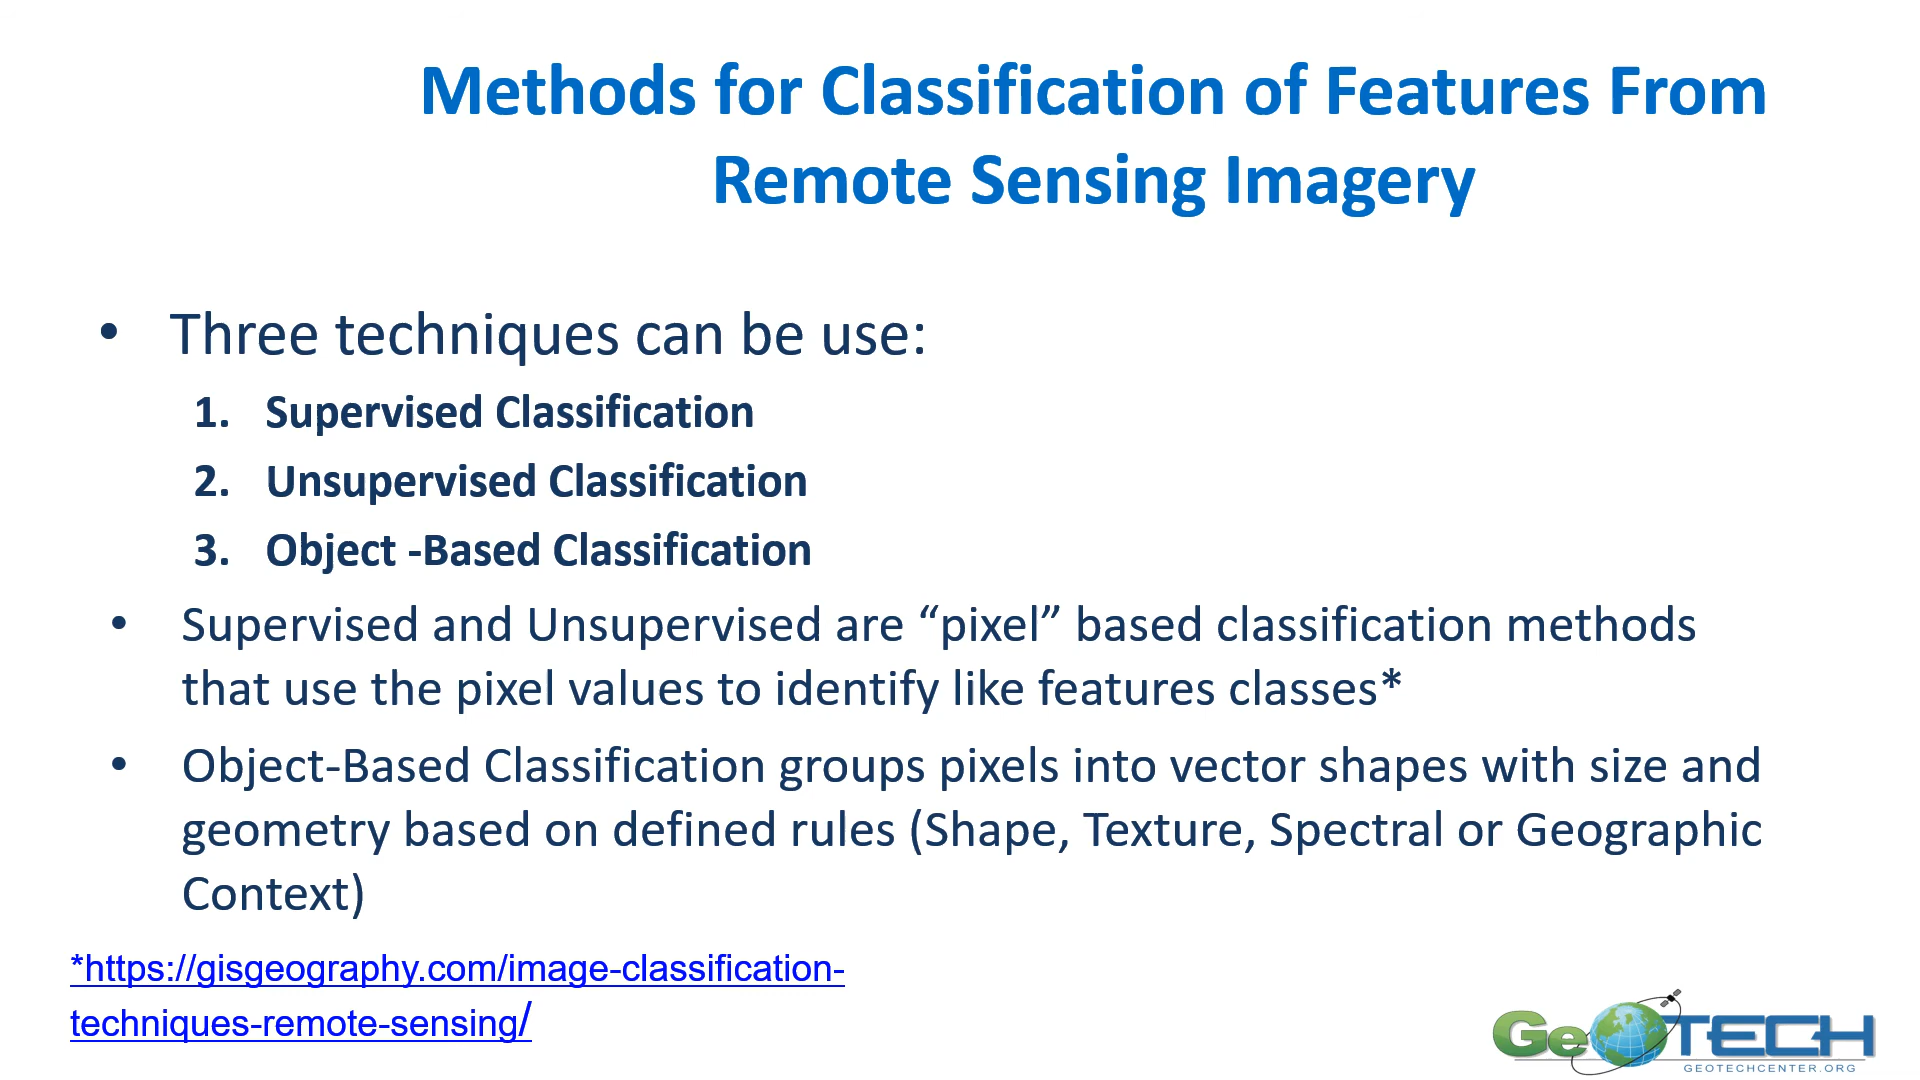 Methods for Classification of Features From
Remote Sensing Imagery
• Three techniques can be use:
1. Supervised Classification
2. Unsupervised Classification
3. Object -Based Classification
• Supervised and Unsupervised are “pixel” based classification methods
that use the pixel values to identify like features classes*
• Object-Based Classification groups pixels into vector shapes with size and
geometry based on defined rules (Shape, Texture, Spectral or Geographic
Context)
*https://gisgeography.com/image-classification-
techniques-remote-sensing/
GeoTECH
GEOTECHCENTER.ORG